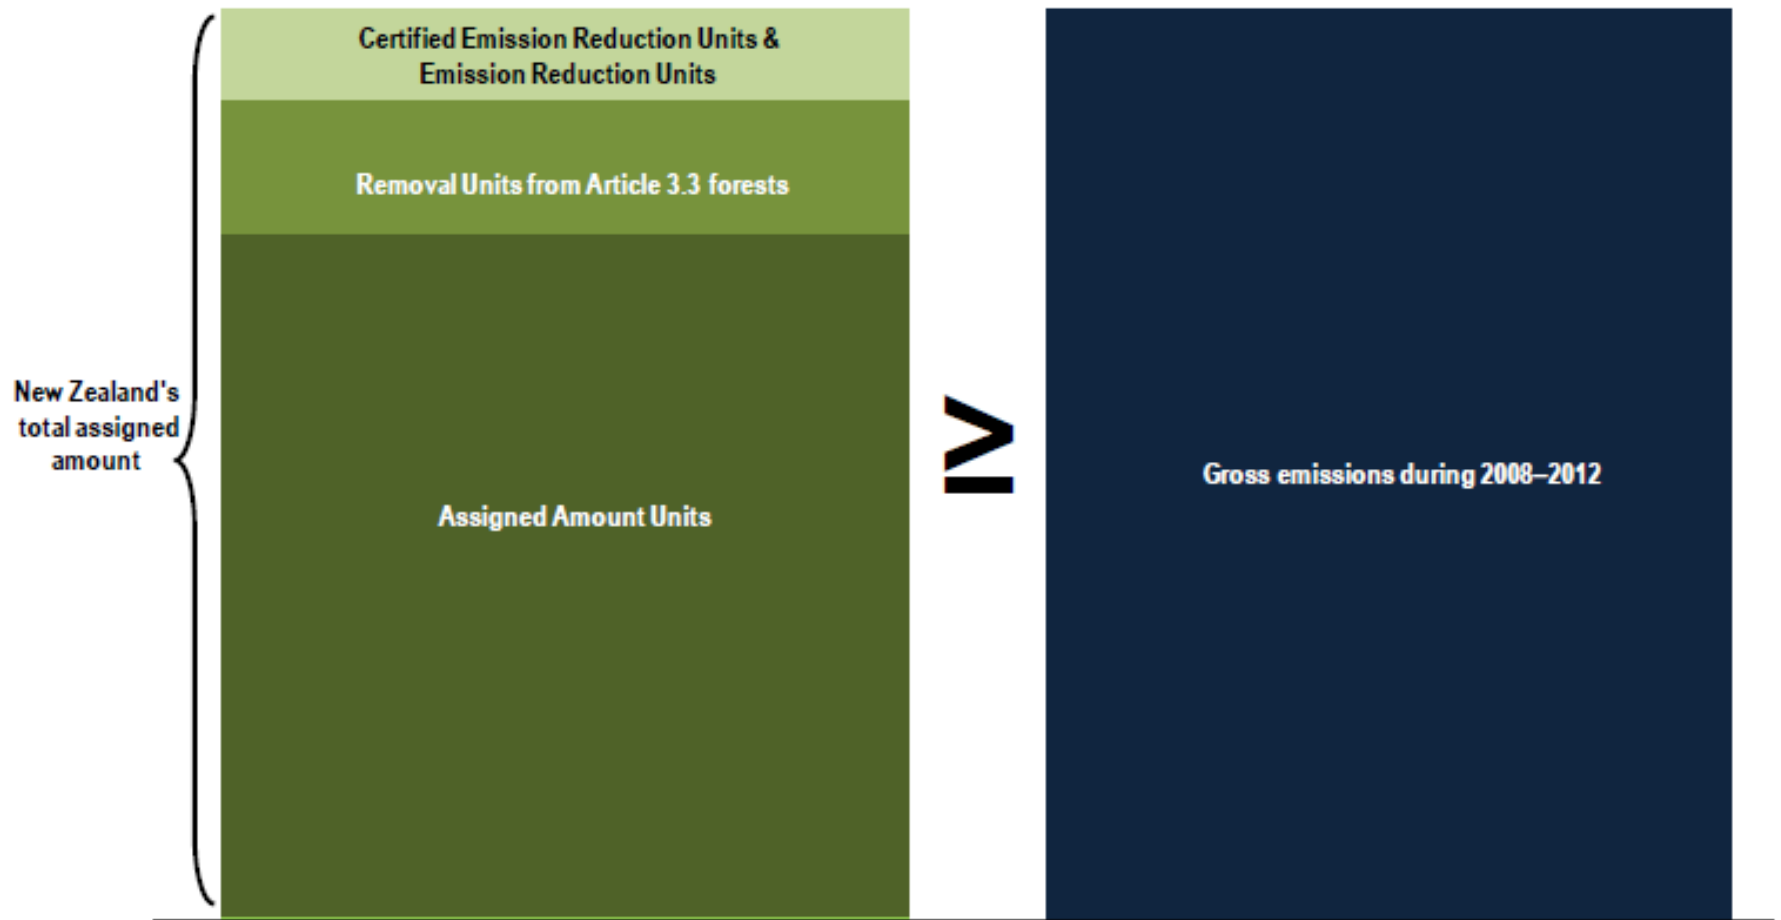 Certified Emission Reduction Units &
Emission Reduction Units
Removal Units from Article 3.3 forests
New Zealand's
total assigned
amount
Assigned Amount Units
≥
Gross emissions during 2008–2012